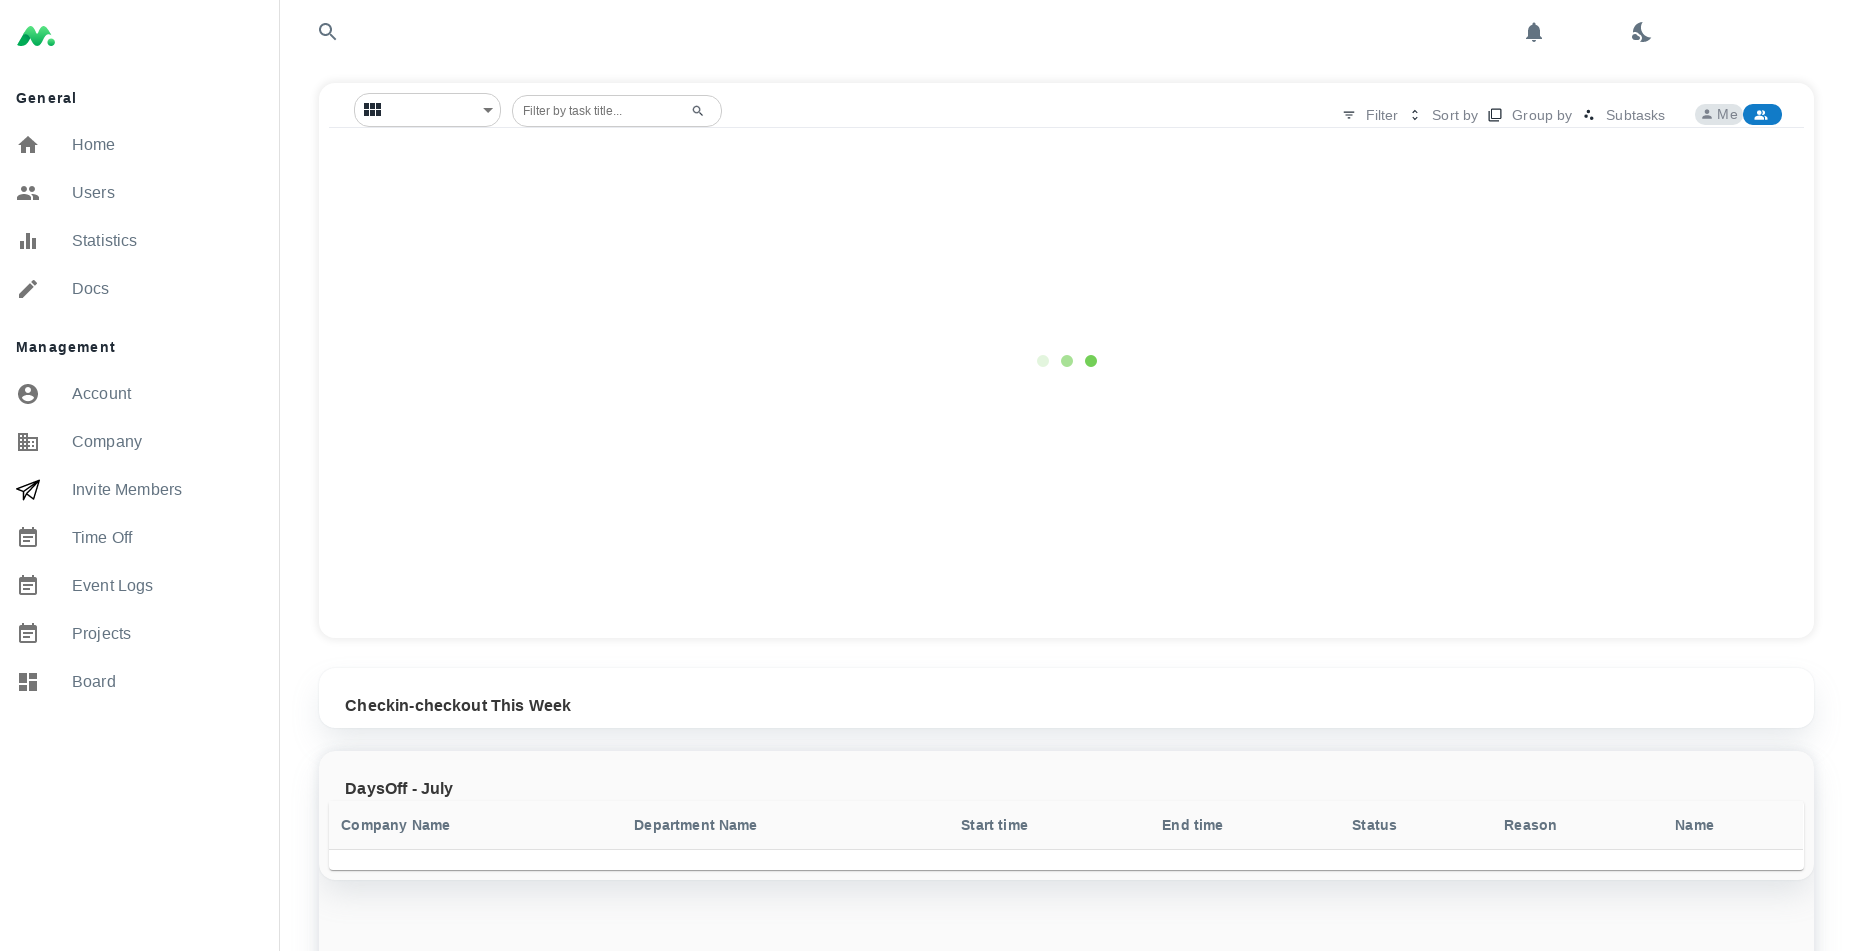 General
Home
Users
Statistics
Docs
Management
Account
Company
Invite Members
Time Off
Event Logs
Projects
Board
Filter by task title...
Filter
Sort by
Group by
Subtasks
Me
Checkin-checkout This Week
DaysOff - July
Company Name Department Name Start time End time Status Reason Name